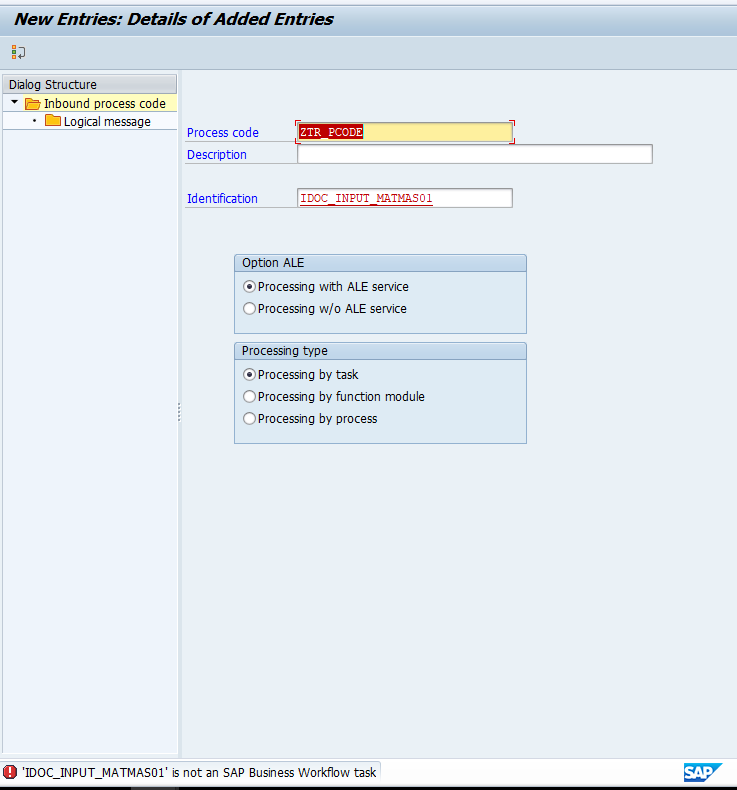 New Entries: Details of Added Entries
Dialog Structure
Inbound process code
Logical message
Process code ZTR_PCODE
Description
Identification IDOC_INPUT_MATMAS01
Option ALE
Processing with ALE service
Processing w/o ALE service
Processing type
Processing by task
Processing by function module
Processing by process
'IDOC_INPUT_MATMAS01' is not an SAP Business Workflow task
SAP